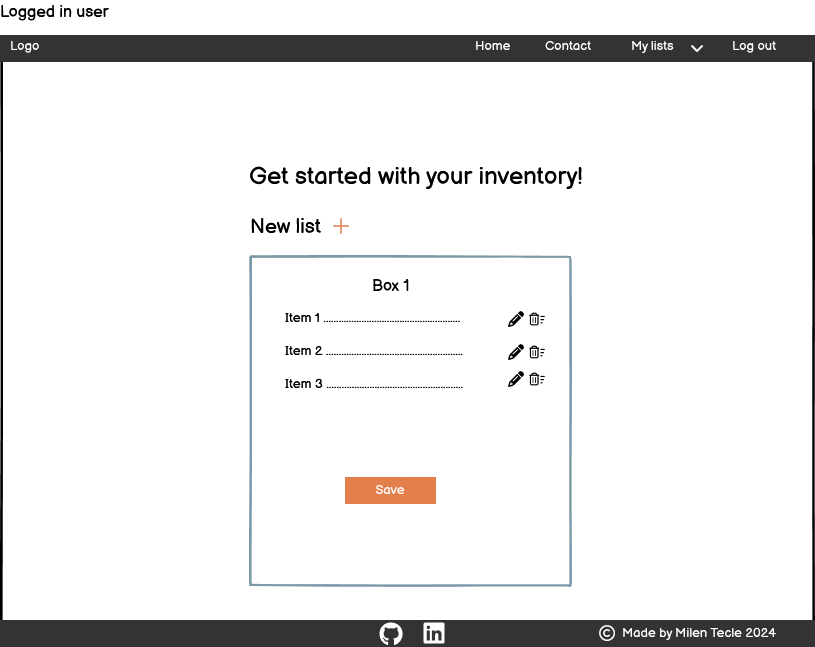 Logged in user
Logo Home Contact My lists Log out
Get started with your inventory!
New list +
Box 1
Item 1 ..............................................
Item 2 ..............................................
Item 3 ..............................................
Save
in © Made by Milen Tecle 2024